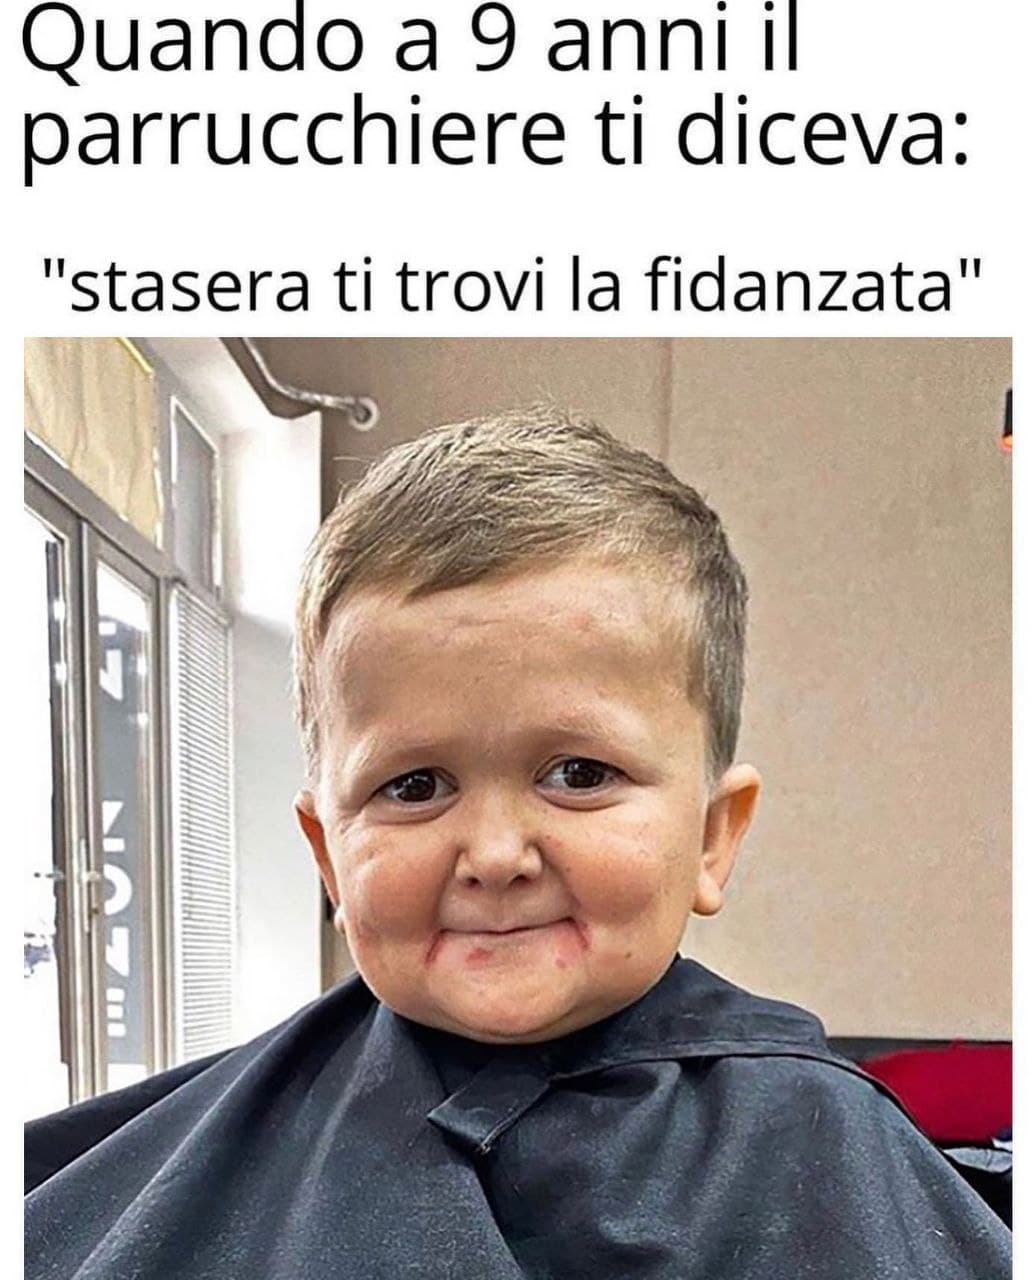 Quando a 9 anni il
parrucchiere ti diceva:
"stasera ti trovi la fidanzata"